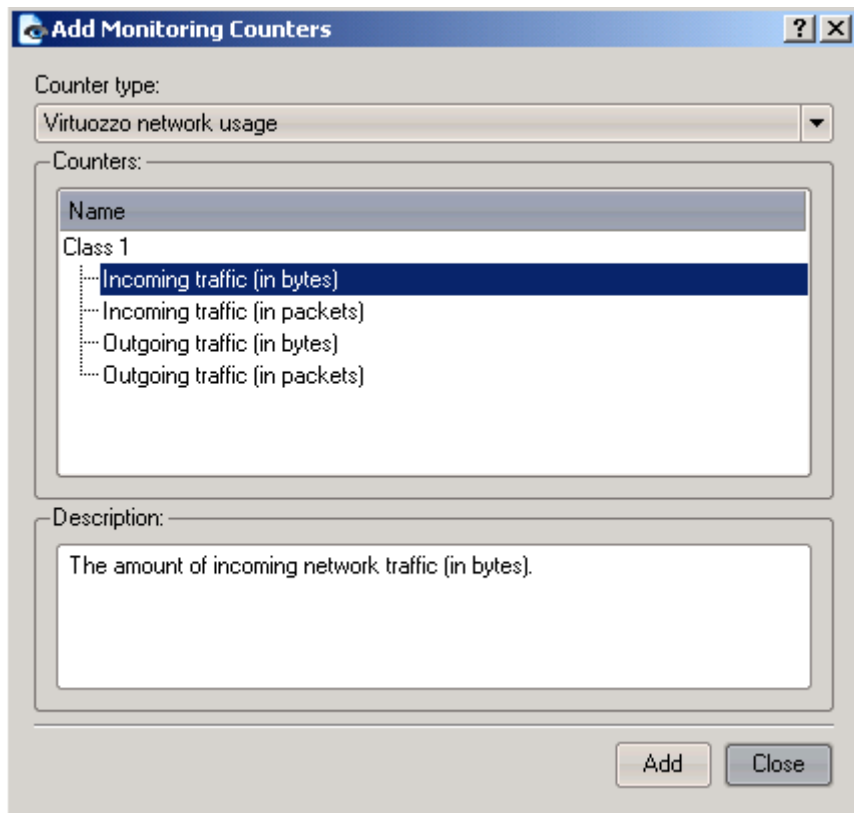 Add Monitoring Counters
Counter type:
Virtuozzo network usage
Counters:
Name
Class 1
Incoming traffic (in bytes)
Incoming traffic (in packets)
Outgoing traffic (in bytes)
Outgoing traffic (in packets)
Description:
The amount of incoming network traffic (in bytes).
Add
Close